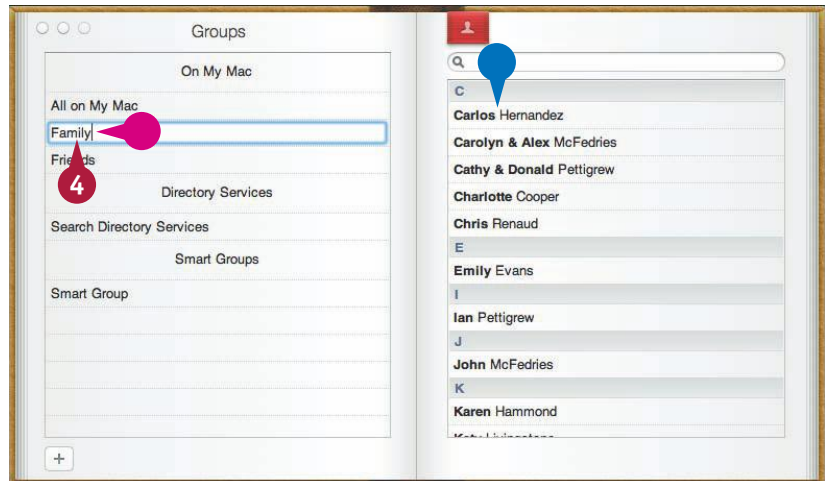 Groups
On My Mac
All on My Mac
Family
4
Directory Services
Search Directory Services
Smart Groups
Smart Group
C
Carlos Hernandez
Carolyn & Alex McFedries
Cathy & Donald Pettigrew
Charlotte Cooper
Chris Renaud
E
Emily Evans
I
Ian Pettigrew
J
John McFedries
K
Karen Hammond